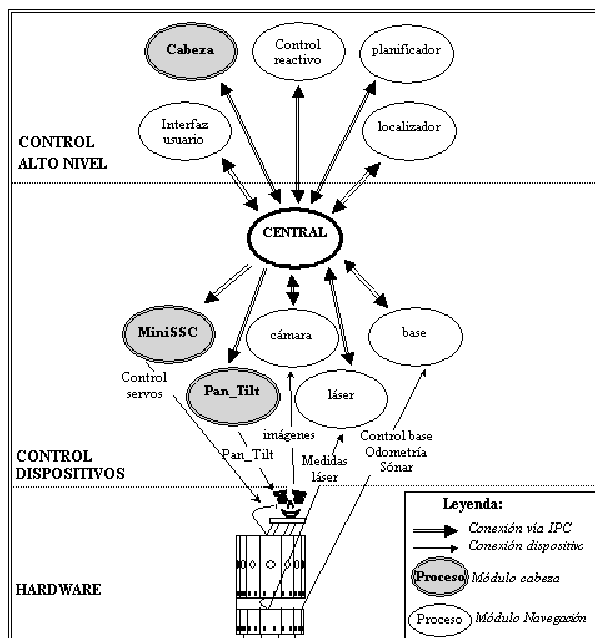 Cabeza
Control
reactivo
planificador
Interfaz
usuario
localizador
CONTROL
ALTO NIVEL
CENTRAL
MiniSSC
cámara
base
Control
servos
Pan_Tilt
láser
imágenes
Pan_Tilt
Medidas
láser
Control base
Odometría
Sónar
CONTROL
DISPOSITIVOS
HARDWARE
Leyenda:
Conexión vía IPC
Conexión dispositivo
Proceso
Módulo cabeza
Proceso
Módulo Navegación